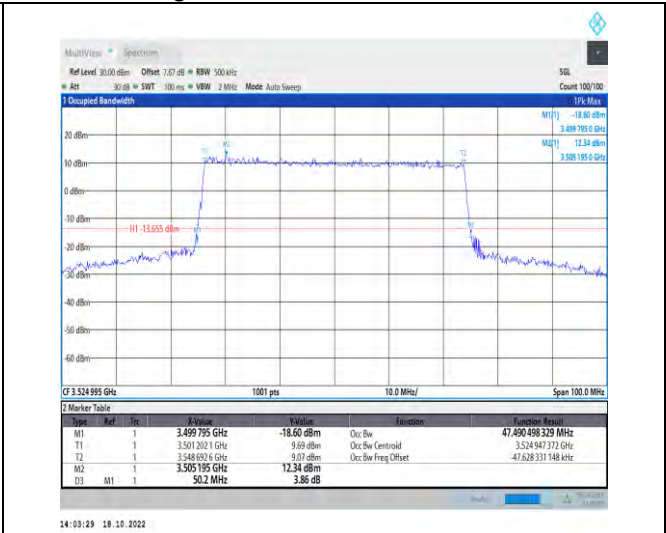 MultiView Spectrum
Ref Level 30.00 dBm Offset 7.67 dB RBW 500 kHz SGL
Att 30 dB SWT 100 ms VBW 2 MHz Mode Auto Sweep Count 100/100
1 Occupied Bandwidth 1Pk Max
M1[1] -18.60 dBm
3.499 795 0 GHz
M2[1] 12.34 dBm
3.505 195 0 GHz
20 dBm
M2
T2
10 dBm
0 dBm
-10 dBm
H1 -13.655 dBm
-20 dBm
-30 dBm
-40 dBm
-50 dBm
-60 dBm
CF 3.524 995 GHz 1001 pts 10.0 MHz/ Span 100.0 MHz
2 Marker Table
Type Ref Trc X-Value Y-Value Function Function Result
M1 1 3.499 795 GHz -18.60 dBm Occ Bw 47.490 498 329 MHz
T1 1 3.501 202 1 GHz 9.69 dBm Occ Bw Centroid 3.524 947 372 GHz
T2 1 3.548 692 6 GHz 9.07 dBm Occ Bw Freq Offset -47.628 331 148 kHz
M2 1 3.505 195 GHz 12.34 dBm
D3 M1 1 50.2 MHz 3.86 dB
14:03:29 18.10.2022